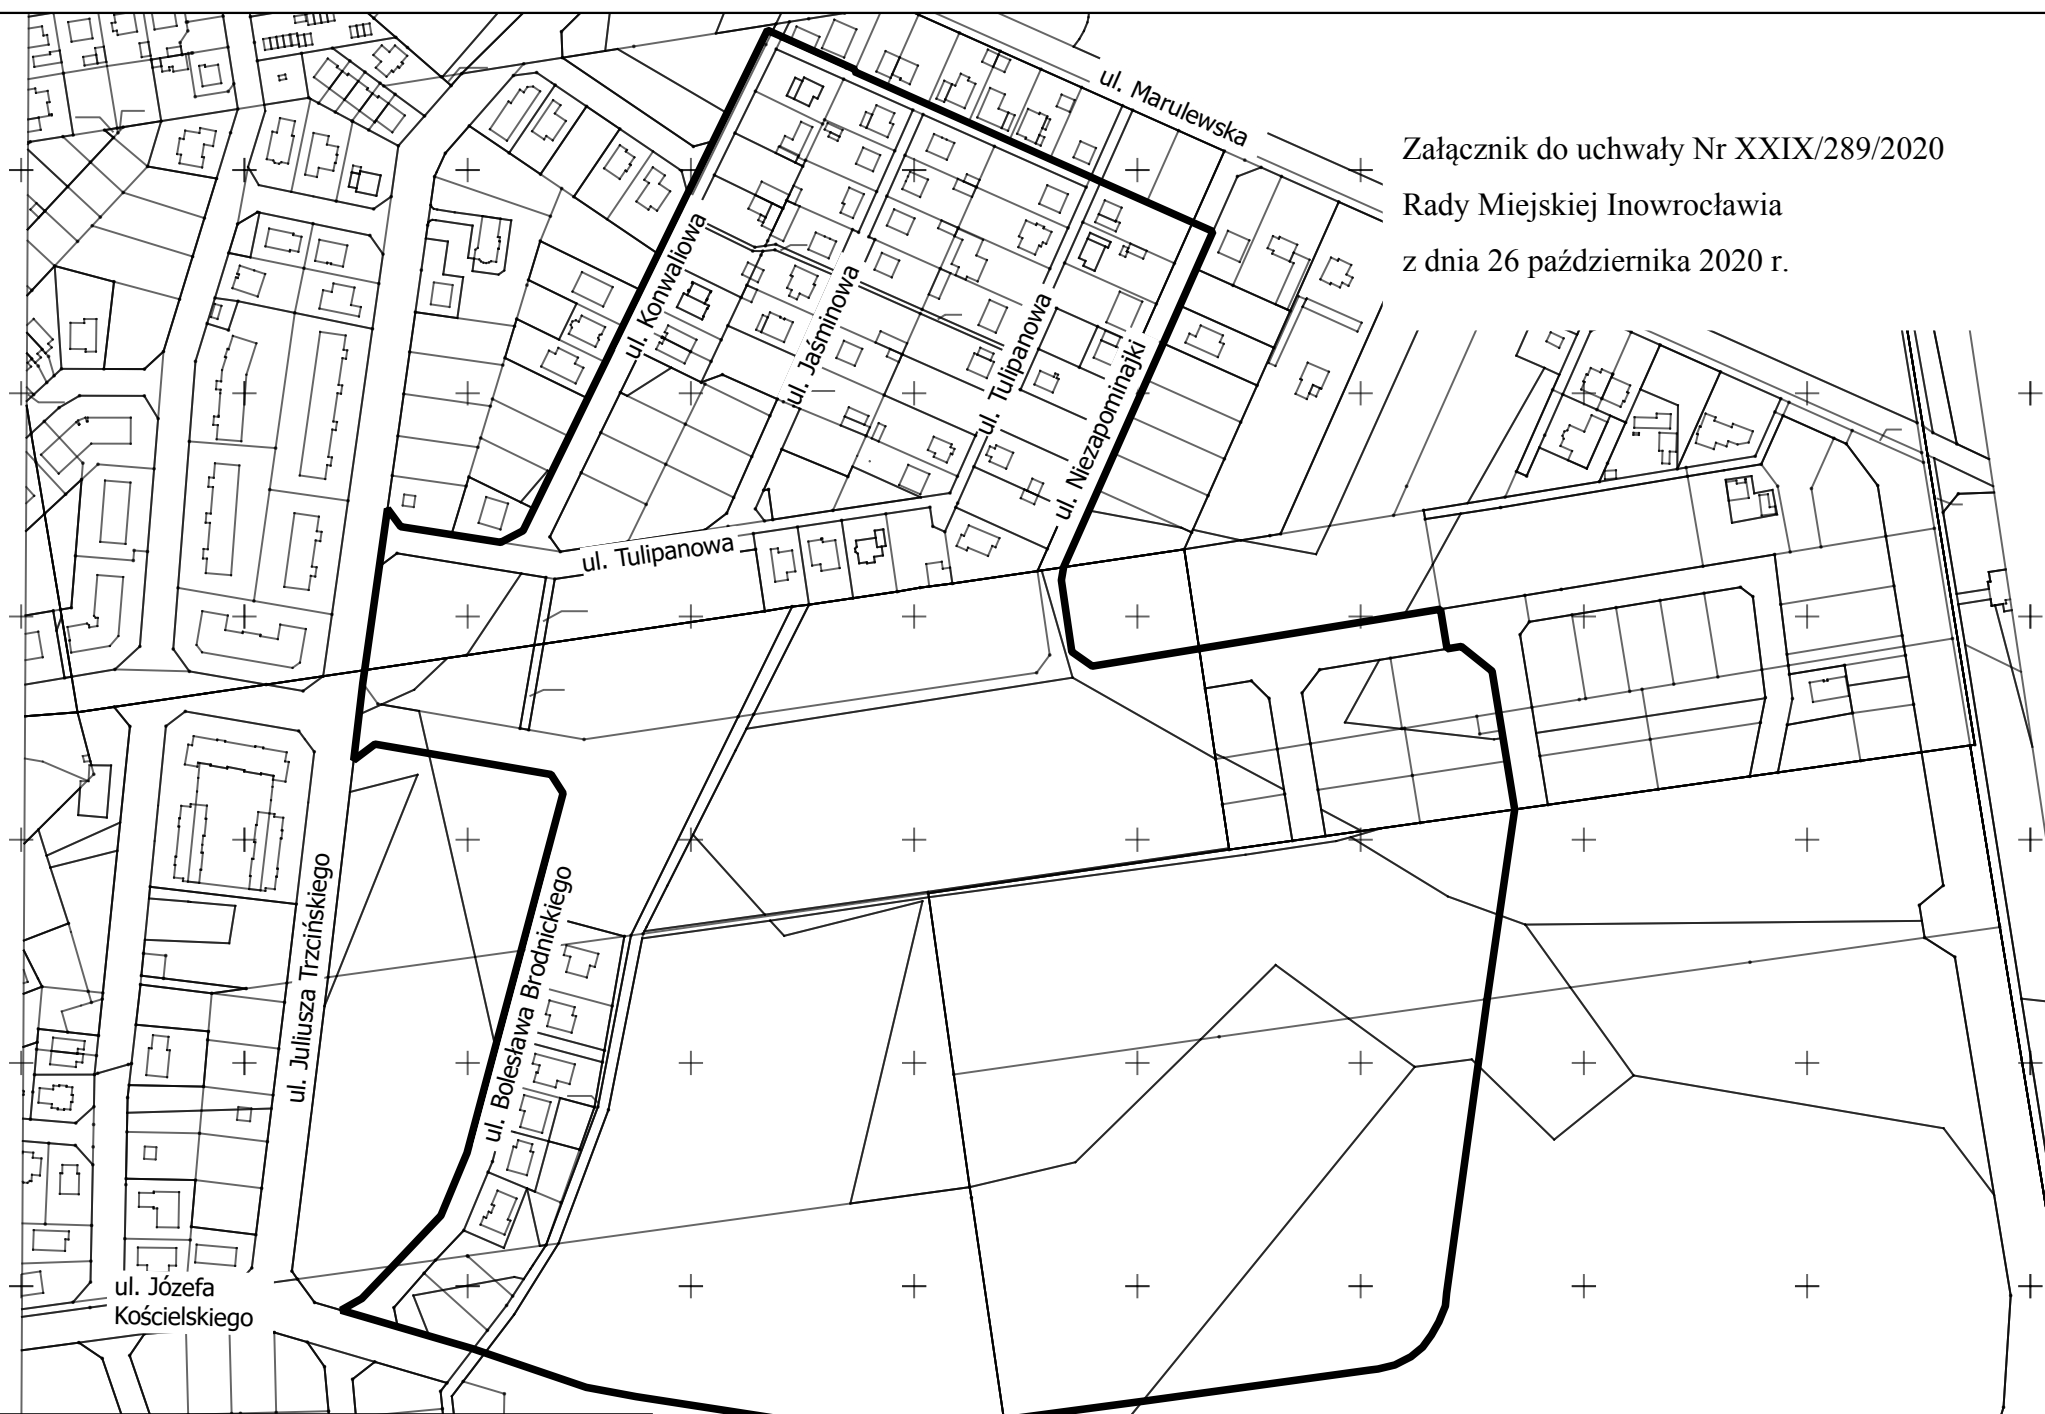 ul. Marulewska
Załącznik do uchwały Nr XXIX/289/2020
Rady Miejskiej Inowrocławia
z dnia 26 października 2020 r.
ul. Konwaliowa
ul. Jaśminowa
ul. Tulipanowa
ul. Niezapominajki
ul. Tulipanowa
ul. Juliusza Trzcińskiego
ul. Bolesława Brodnickiego
ul. Józefa
Kościelskiego